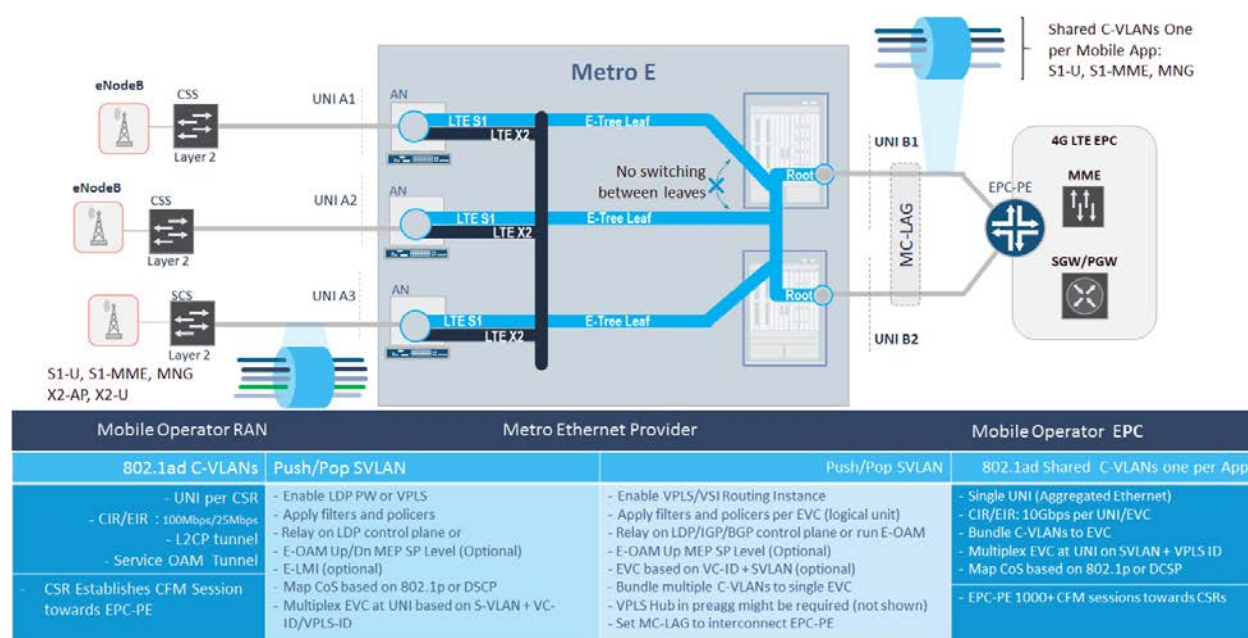 Shared C-VLANs One
per Mobile App:
S1-U, S1-MME, MNG
Metro E
eNodeB
CSS
Layer 2
UNI A1
AN
LTE S1
LTE X2
E-Tree Leaf
No switching
between leaves
Root
UNI B1
4G LTE EPC
MME
EPC-PE
SGW/PGW
MC-LAG
eNodeB
CSS
Layer 2
UNI A2
AN
LTE S1
LTE X2
E-Tree Leaf
SCS
Layer 2
UNI A3
AN
LTE S1
LTE X2
E-Tree Leaf
Root
UNI B2
S1-U, S1-MME, MNG
X2-AP, X2-U
Mobile Operator RAN
Metro Ethernet Provider
Mobile Operator EPC
802.1ad C-VLANs
Push/Pop SVLAN
Push/Pop SVLAN
802.1ad Shared C-VLANs one per App
- UNI per CSR
- CIR/EIR : 100Mbps/25Mbps
- L2CP tunnel
- Service OAM Tunnel
- CSR Establishes CFM Session
towards EPC-PE
- Enable LDP PW or VPLS
- Apply filters and policers
- Relay on LDP control plane or
- E-OAM Up/Dn MEP SP Level (Optional)
- E-LMI (optional)
- Map CoS based on 802.1p or DSCP
- Multiplex EVC at UNI based on S-VLAN + VC-
ID/VPLS-ID
- Enable VPLS/VSI Routing Instance
- Apply filters and policers per EVC (logical unit)
- Relay on LDP/IGP/BGP control plane or run E-OAM
- E-OAM Up MEP SP Level (Optional)
- EVC based on VC-ID + SVLAN (optional)
- Bundle multiple C-VLANs to single EVC
- VPLS Hub in preagg might be required (not shown)
- Set MC-LAG to interconnect EPC-PE
- Single UNI (Aggregated Ethernet)
- CIR/EIR: 10Gbps per UNI/EVC
- Bundle C-VLANs to EVC
- Multiplex EVC at UNI on SVLAN + VPLS ID
- Map CoS based on 802.1p or DCSP
- EPC-PE 1000+ CFM sessions towards CSRs